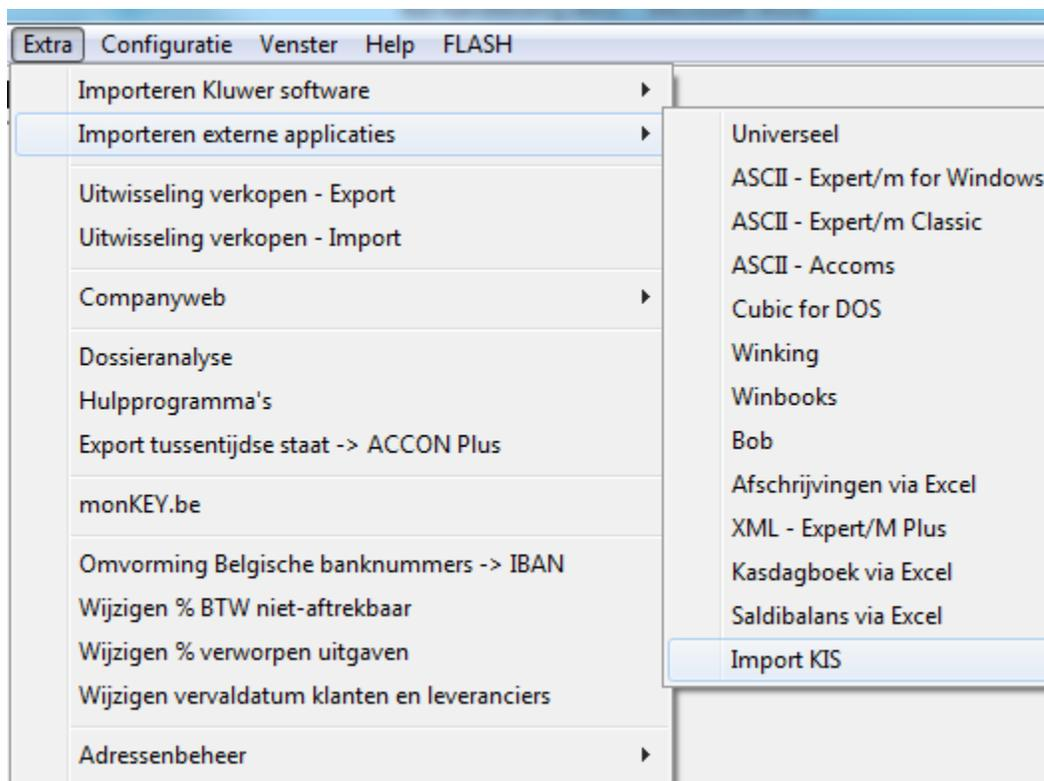 Extra Configuratie Venster Help FLASH
Importeren Kluwer software
Importeren externe applicaties
Uitwisseling verkopen - Export
Uitwisseling verkopen - Import
Companyweb
Dossieranalyse
Hulpprogramma's
Export tussentijdse staat -> ACCON Plus
monKEY.be
Omvorming Belgische banknummers -> IBAN
Wijzigen % BTW niet-aftrekbaar
Wijzigen % verworpen uitgaven
Wijzigen vervaldatum klanten en leveranciers
Adressenbeheer
Universeel
ASCII - Expert/m for Windows
ASCII - Expert/m Classic
ASCII - Accoms
Cubic for DOS
Winking
Winbooks
Bob
Afschrijvingen via Excel
XML - Expert/M Plus
Kasdagboek via Excel
Saldibalans via Excel
Import KIS